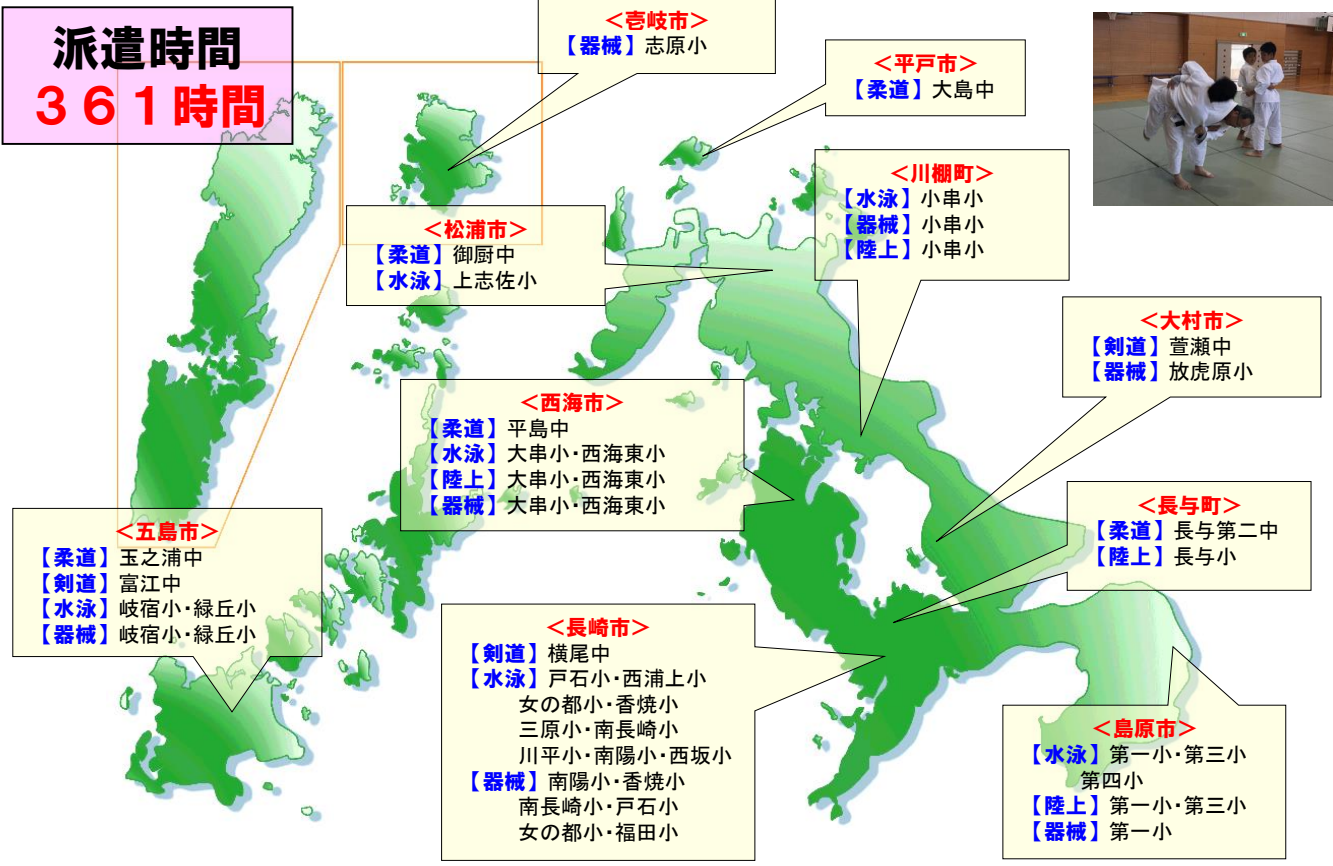 派遣時間
361時間
＜壱岐市＞
【器械】志原小
＜平戸市＞
【柔道】大島中
＜川棚町＞
【水泳】小串小
【器械】小串小
【陸上】小串小
＜松浦市＞
【柔道】御厨中
【水泳】上志佐小
＜大村市＞
【剣道】萱瀬中
【器械】放虎原小
＜西海市＞
【柔道】平島中
【水泳】大串小・西海東小
【陸上】大串小・西海東小
【器械】大串小・西海東小
＜長与町＞
【柔道】長与第二中
【陸上】長与小
＜五島市＞
【柔道】玉之浦中
【剣道】富江中
【水泳】岐宿小・緑丘小
【器械】岐宿小・緑丘小
＜長崎市＞
【剣道】横尾中
【水泳】戸石小・西浦上小
女の都小・香焼小
三原小・南長崎小
川平小・南陽小・西坂小
【器械】南陽小・香焼小
南長崎小・戸石小
女の都小・福田小
＜島原市＞
【水泳】第一小・第三小
第四小
【陸上】第一小・第三小
【器械】第一小